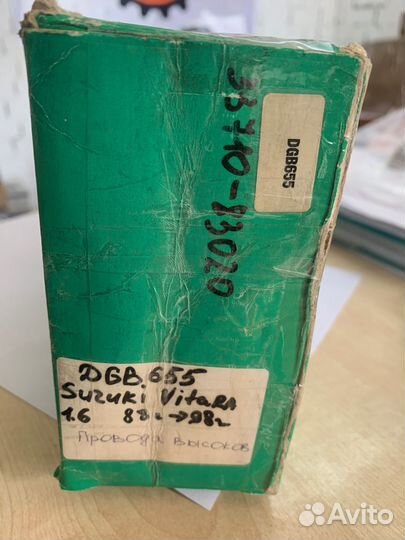 DGB655
33710-83020
DGB.655
Suzuki Vitara
1.6 88г→98г
Провода высоков
Avito